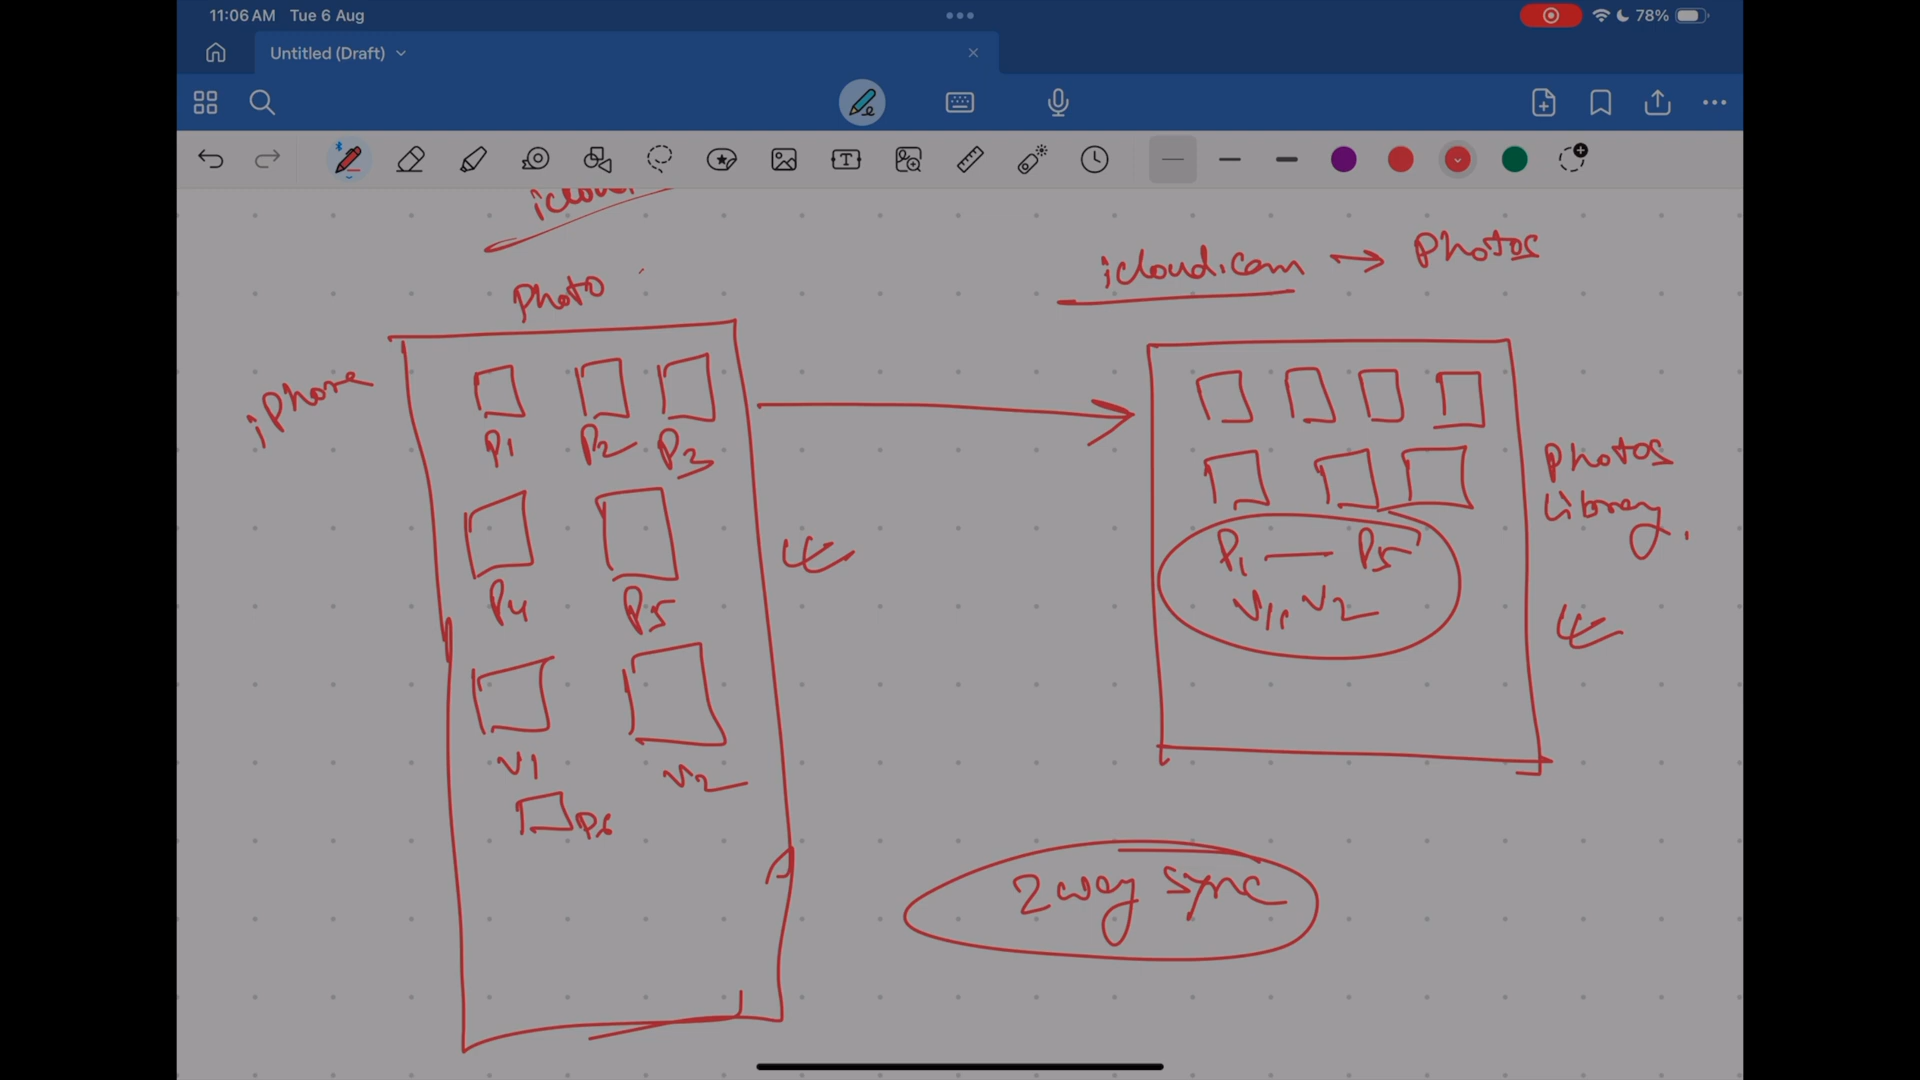 11:06 AM Tue 6 Aug
78%
Untitled (Draft)
icloud.
Photo
icloud.com → Photos
iPhone
P1 P2 P3
P4 P5
V1 V2
P6
Photos
Library.
P1 — P5
V1, V2
2 way sync